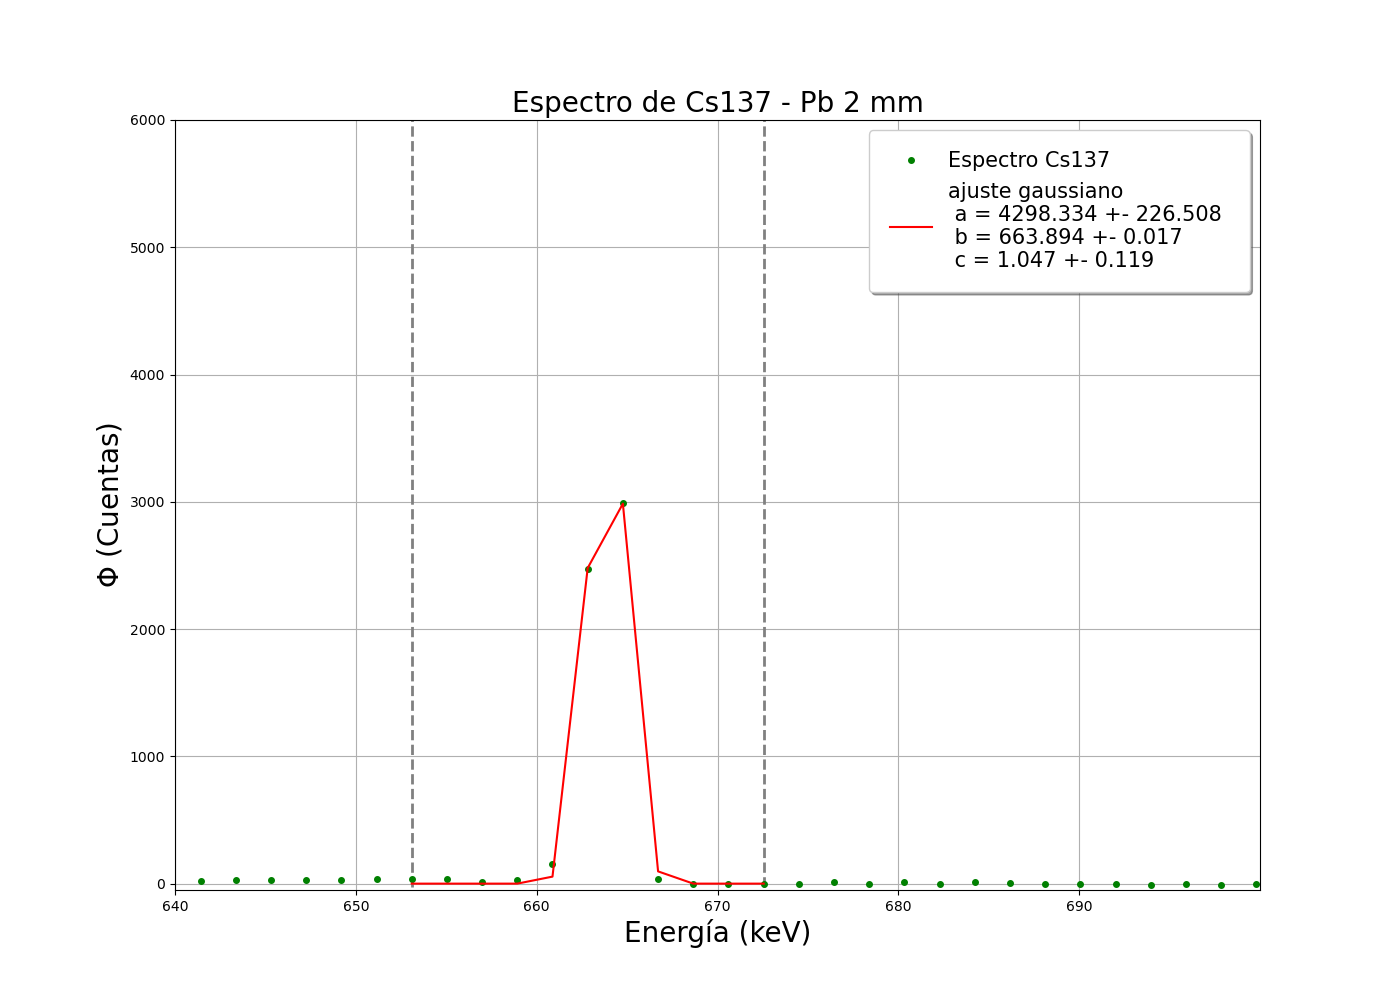 Espectro de Cs137 - Pb 2 mm
6000
5000
4000
3000
2000
1000
0
Φ (Cuentas)
Espectro Cs137
ajuste gaussiano
a = 4298.334 +- 226.508
b = 663.894 +- 0.017
c = 1.047 +- 0.119
640 650 660 670 680 690
Energía (keV)